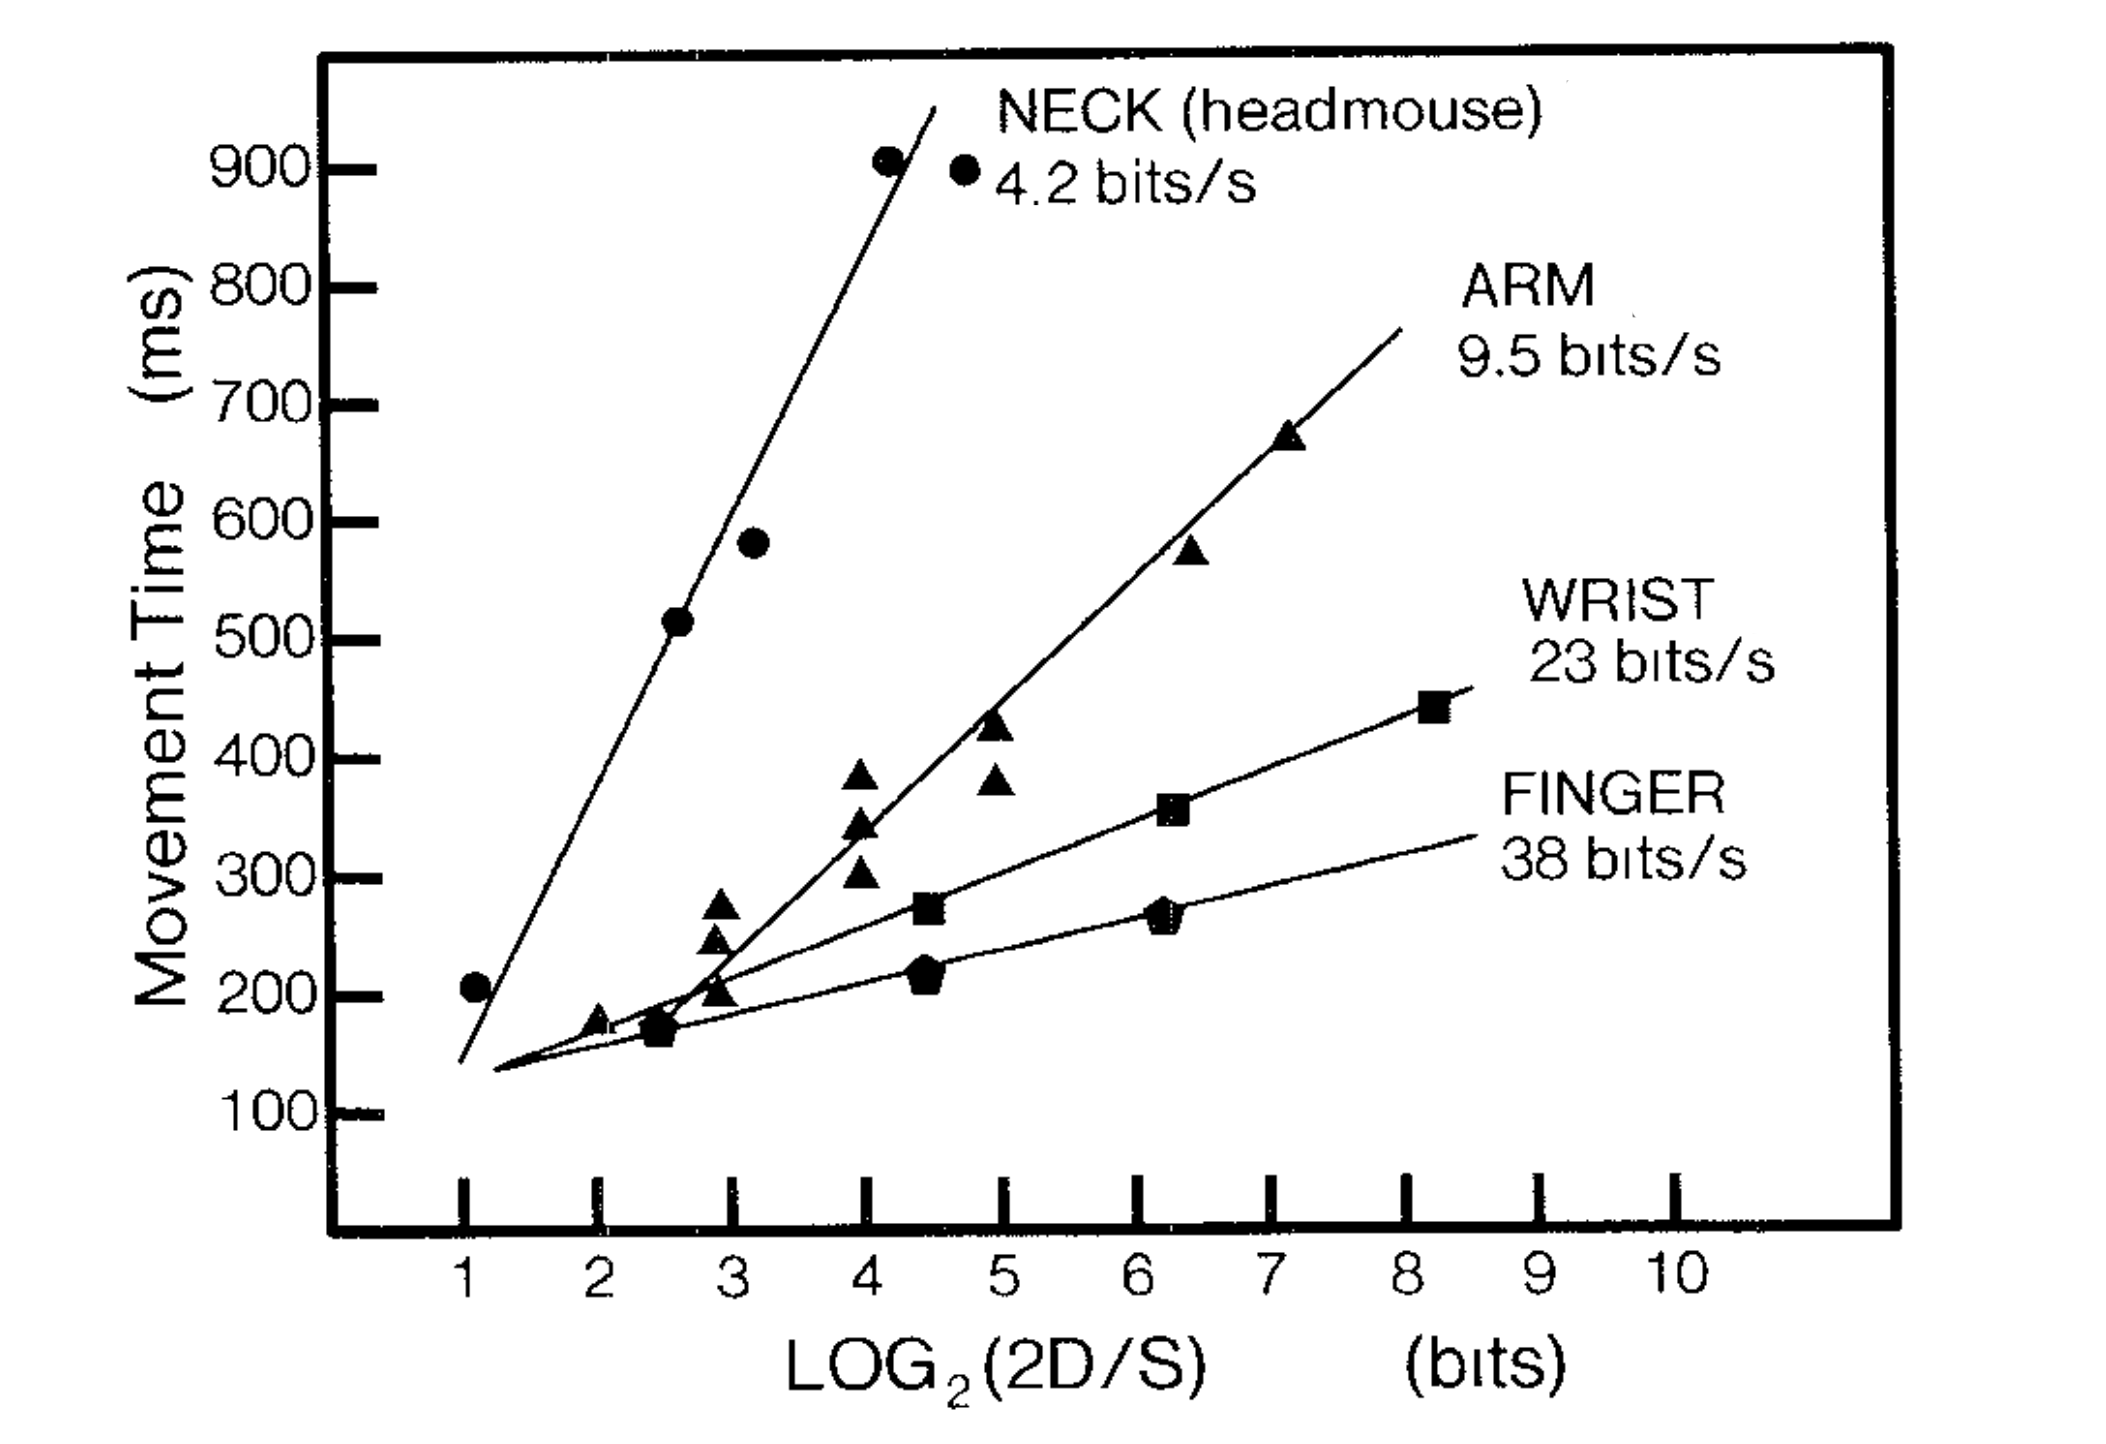 NECK (headmouse)
4.2 bits/s
ARM
9.5 bits/s
WRIST
23 bits/s
FINGER
38 bits/s
Movement Time (ms)
900
800
700
600
500
400
300
200
100
1 2 3 4 5 6 7 8 9 10
LOG₂(2D/S) (bits)